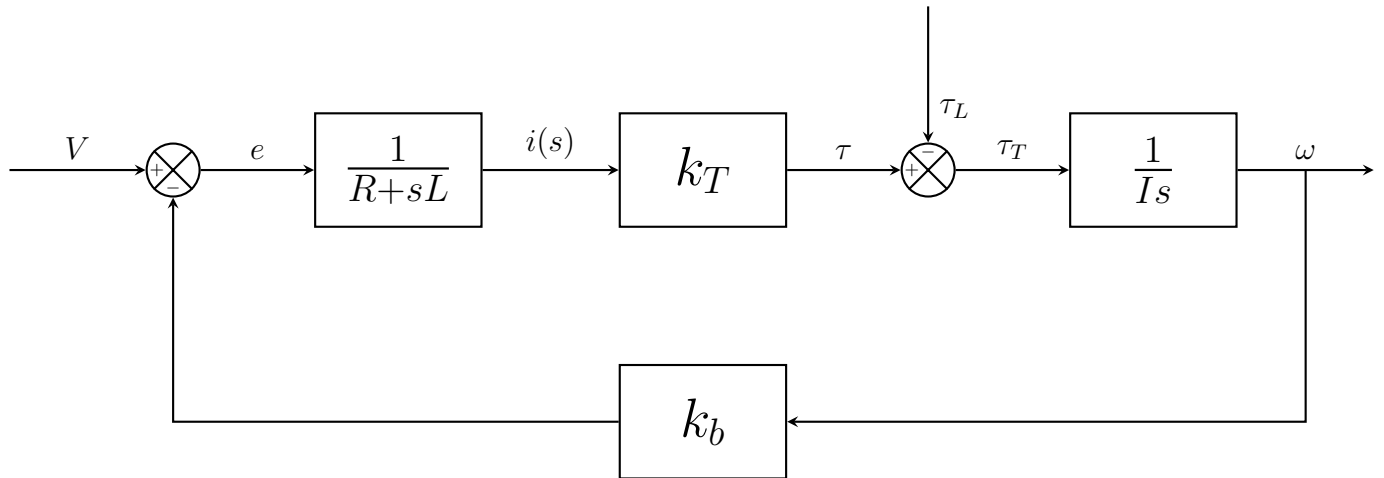 τ_L
V
+
−
e
1
R+sL
i(s)
k_T
τ
+
−
τ_T
1
Is
ω
k_b